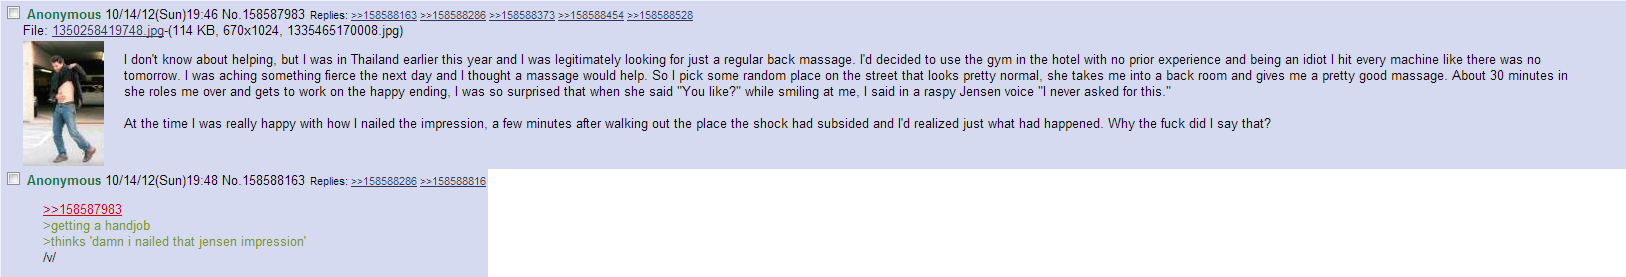 Anonymous 10/14/12(Sun)19:46 No.158587983 Replies: >>158588163 >>158588286 >>158588373 >>158588454 >>158588528
File: 1350258419748.jpg-(114 KB, 670x1024, 1335465170008.jpg)
I don't know about helping, but I was in Thailand earlier this year and I was legitimately looking for just a regular back massage. I'd decided to use the gym in the hotel with no prior experience and being an idiot I hit every machine like there was no
tomorrow. I was aching something fierce the next day and I thought a massage would help. So I pick some random place on the street that looks pretty normal, she takes me into a back room and gives me a pretty good massage. About 30 minutes in
she roles me over and gets to work on the happy ending, I was so surprised that when she said "You like?" while smiling at me, I said in a raspy Jensen voice "I never asked for this."
At the time I was really happy with how I nailed the impression, a few minutes after walking out the place the shock had subsided and I'd realized just what had happened. Why the fuck did I say that?
Anonymous 10/14/12(Sun)19:48 No.158588163 Replies: >>158588286 >>158588816
>>158587983
>getting a handjob
>thinks 'damn i nailed that jensen impression'
/v/